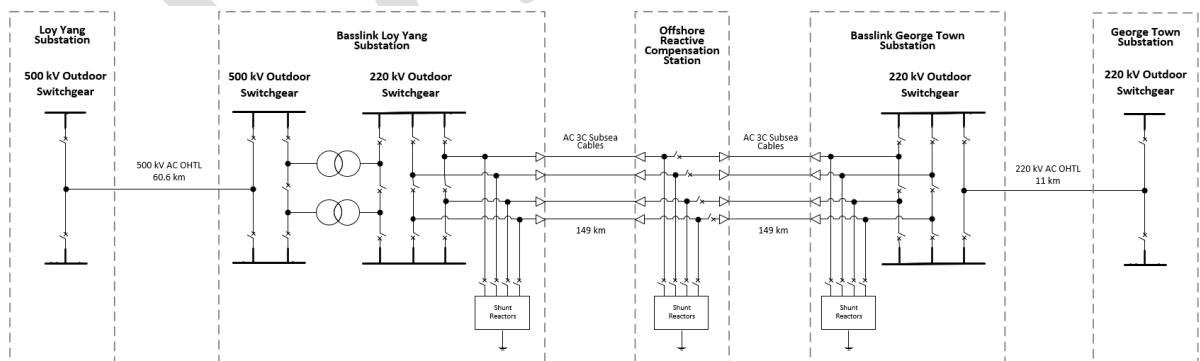 Loy Yang
Substation
500 kV Outdoor
Switchgear
500 kV AC OHTL
60.6 km
Basslink Loy Yang
Substation
500 kV Outdoor
Switchgear
220 kV Outdoor
Switchgear
Shunt
Reactors
AC 3C Subsea
Cables
149 km
Offshore
Reactive
Compensation
Station
Shunt
Reactors
AC 3C Subsea
Cables
149 km
Basslink George Town
Substation
220 kV Outdoor
Switchgear
Shunt
Reactors
220 kV AC OHTL
11 km
George Town
Substation
220 kV Outdoor
Switchgear